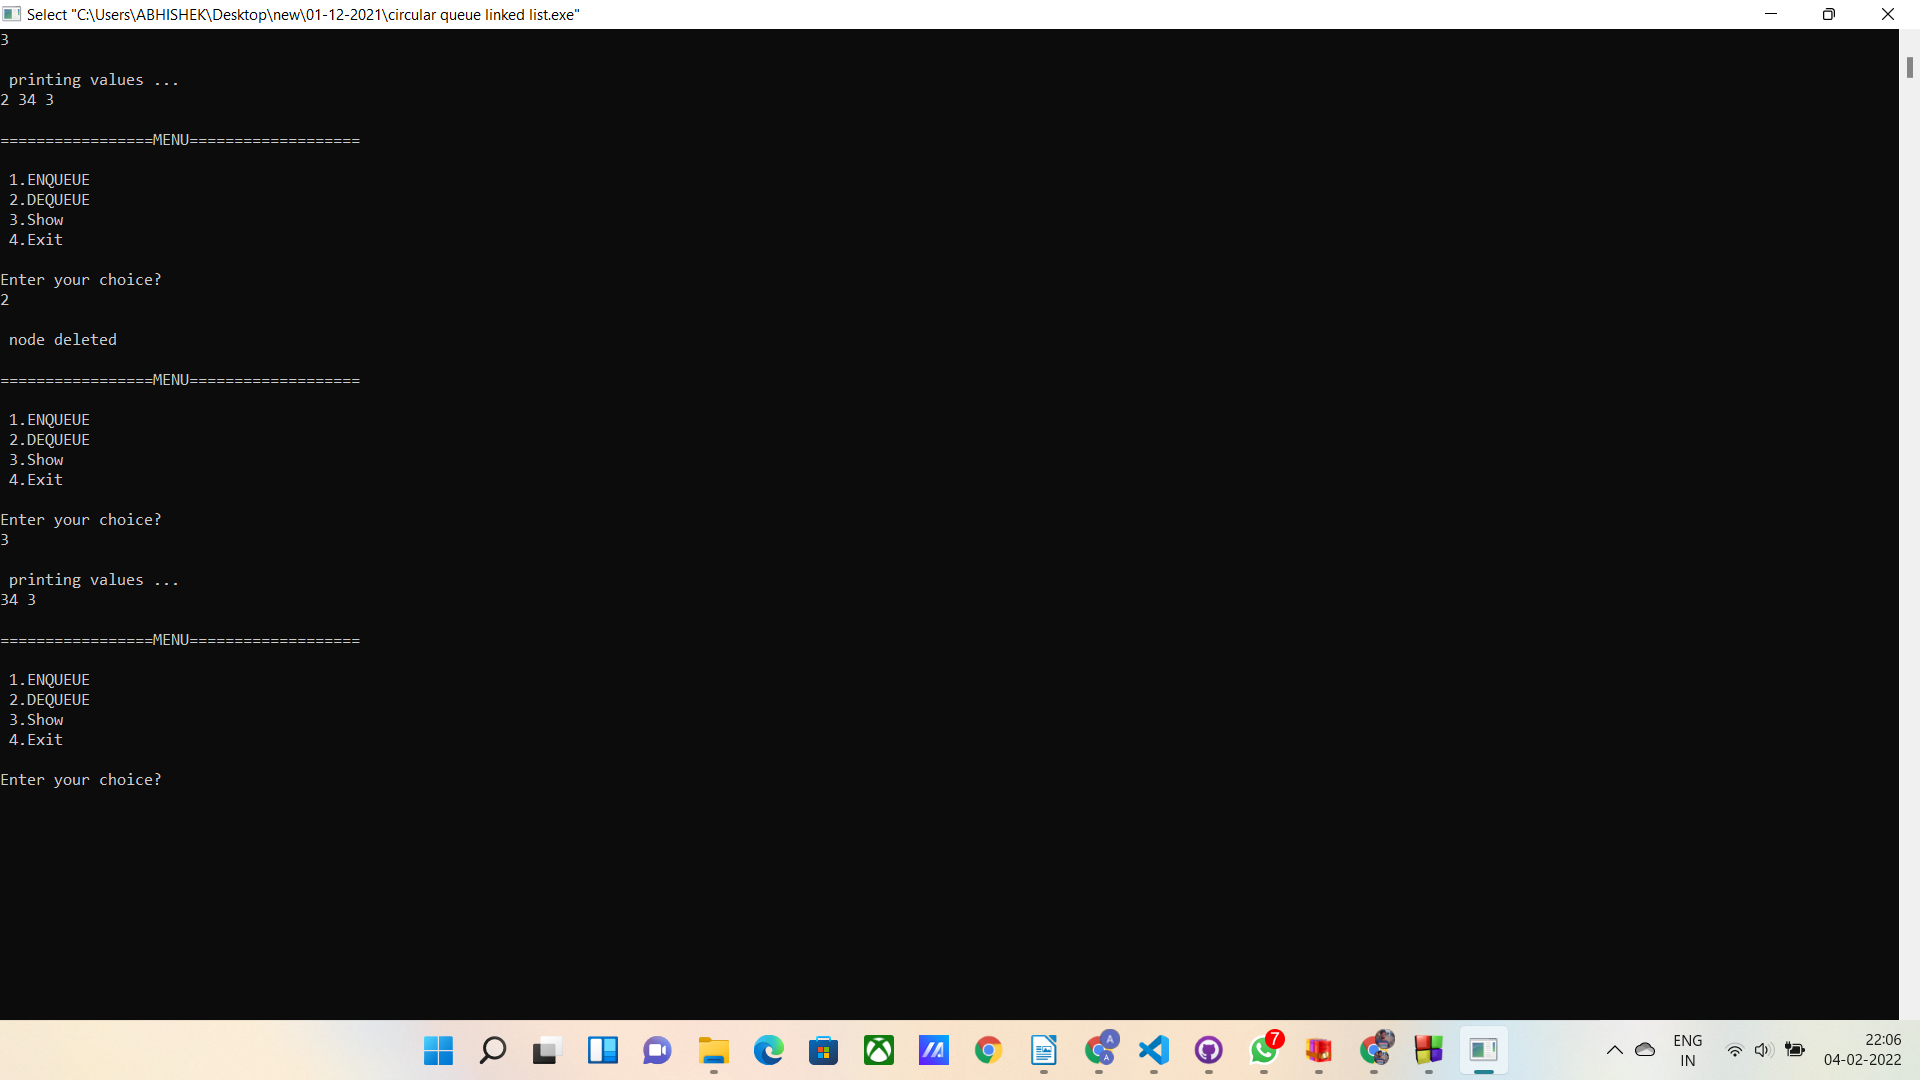 Select "C:\Users\ABHISHEK\Desktop\new\01-12-2021\circular queue linked list.exe"
3
printing values ...
2 34 3
=================MENU===================
1.ENQUEUE
2.DEQUEUE
3.Show
4.Exit
Enter your choice?
2
node deleted
=================MENU===================
1.ENQUEUE
2.DEQUEUE
3.Show
4.Exit
Enter your choice?
3
printing values ...
34 3
=================MENU===================
1.ENQUEUE
2.DEQUEUE
3.Show
4.Exit
Enter your choice?
A
A
7
ENG
IN
22:06
04-02-2022